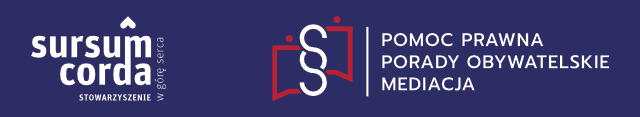 sursum
corda
STOWARZYSZENIE
w górę serca
§
POMOC PRAWNA
PORADY OBYWATELSKIE
MEDIACJA